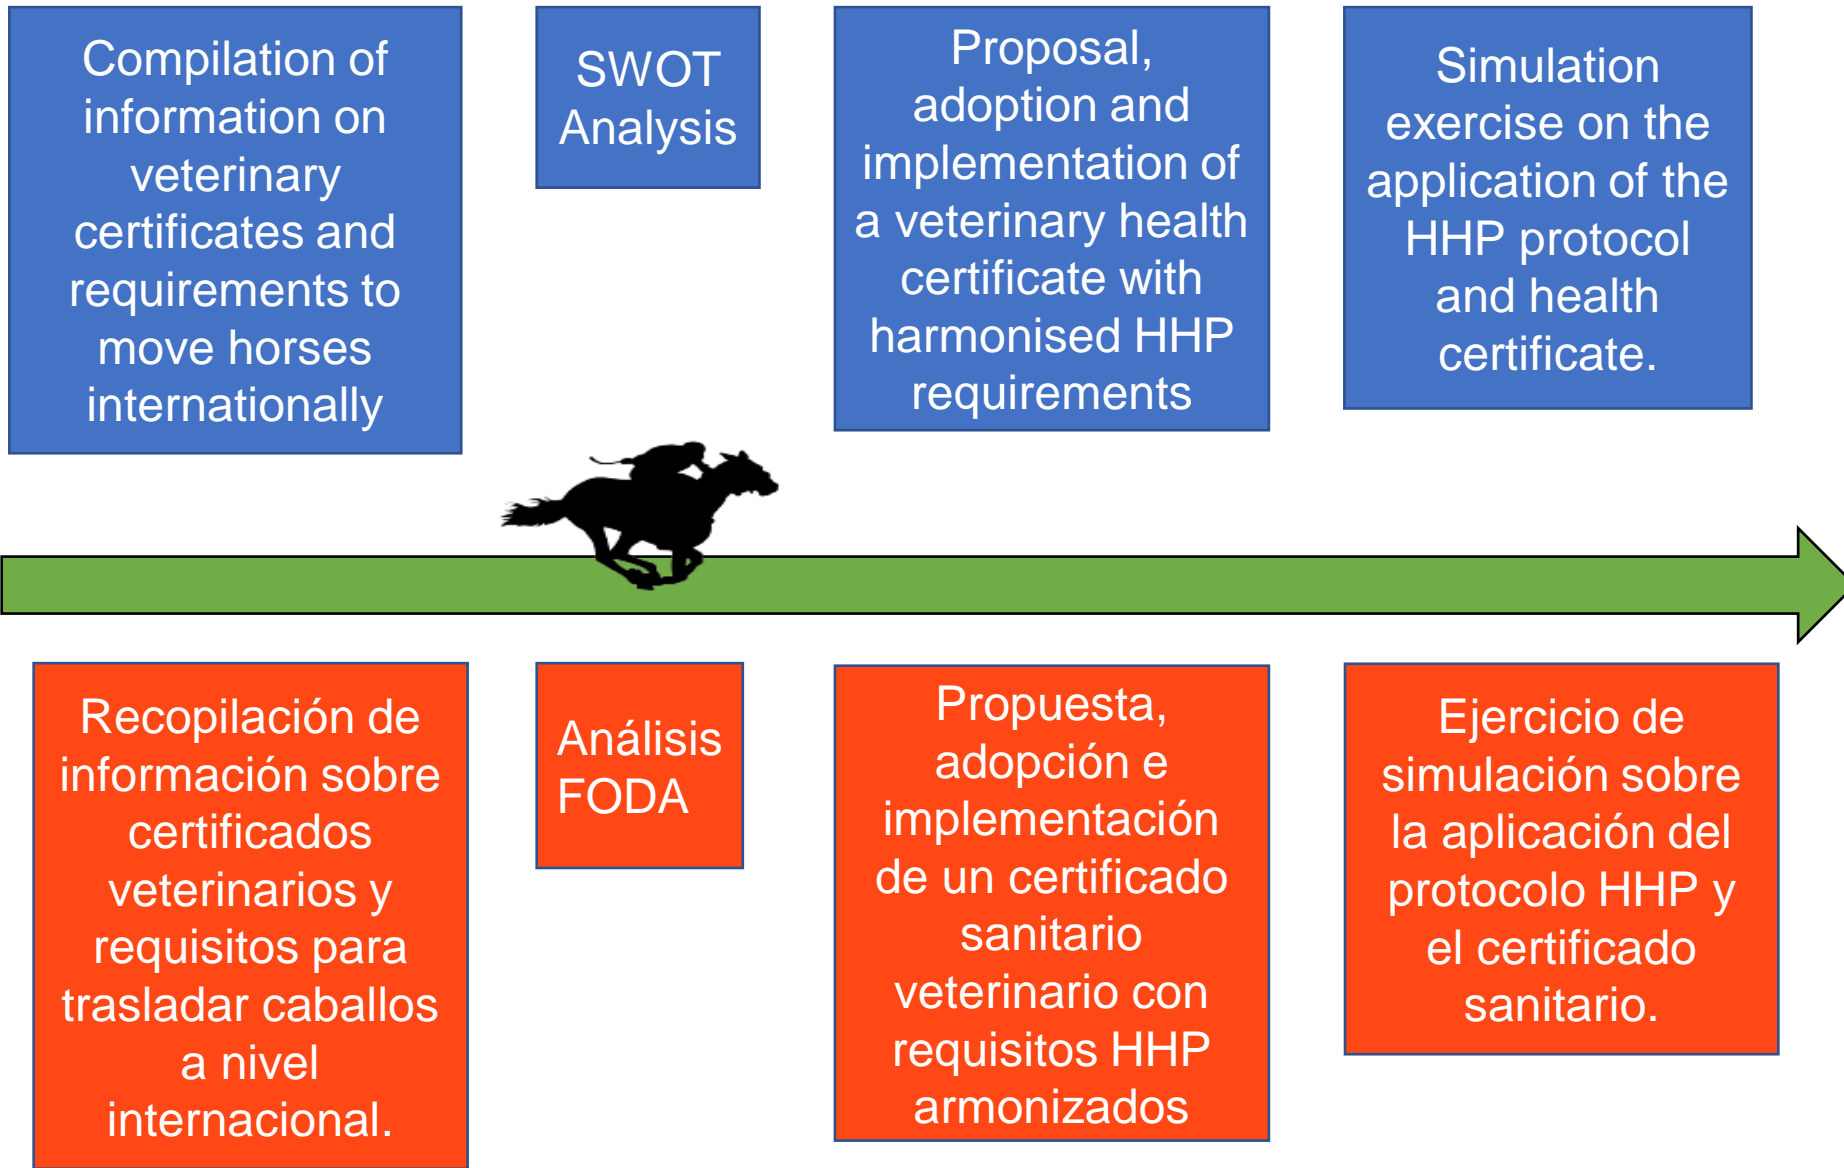 Compilation of
information on
veterinary
certificates and
requirements to
move horses
internationally
SWOT
Analysis
Proposal,
adoption and
implementation of
a veterinary health
certificate with
harmonised HHP
requirements
Simulation
exercise on the
application of the
HHP protocol
and health
certificate.
Recopilación de
información sobre
certificados
veterinarios y
requisitos para
trasladar caballos
a nivel
internacional.
Análisis
FODA
Propuesta,
adopción e
implementación
de un certificado
sanitario
veterinario con
requisitos HHP
armonizados
Ejercicio de
simulación sobre
la aplicación del
protocolo HHP y
el certificado
sanitario.